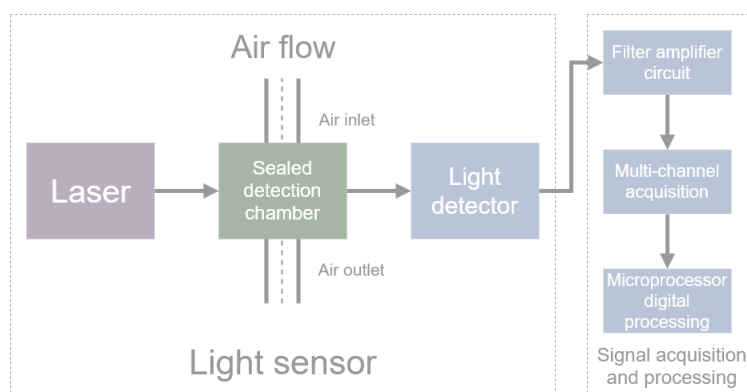 Air flow
Air inlet
Laser
Sealed
detection
chamber
Light
detector
Air outlet
Light sensor
Filter amplifier
circuit
Multi-channel
acquisition
Microprocessor
digital
processing
Signal acquisition
and processing